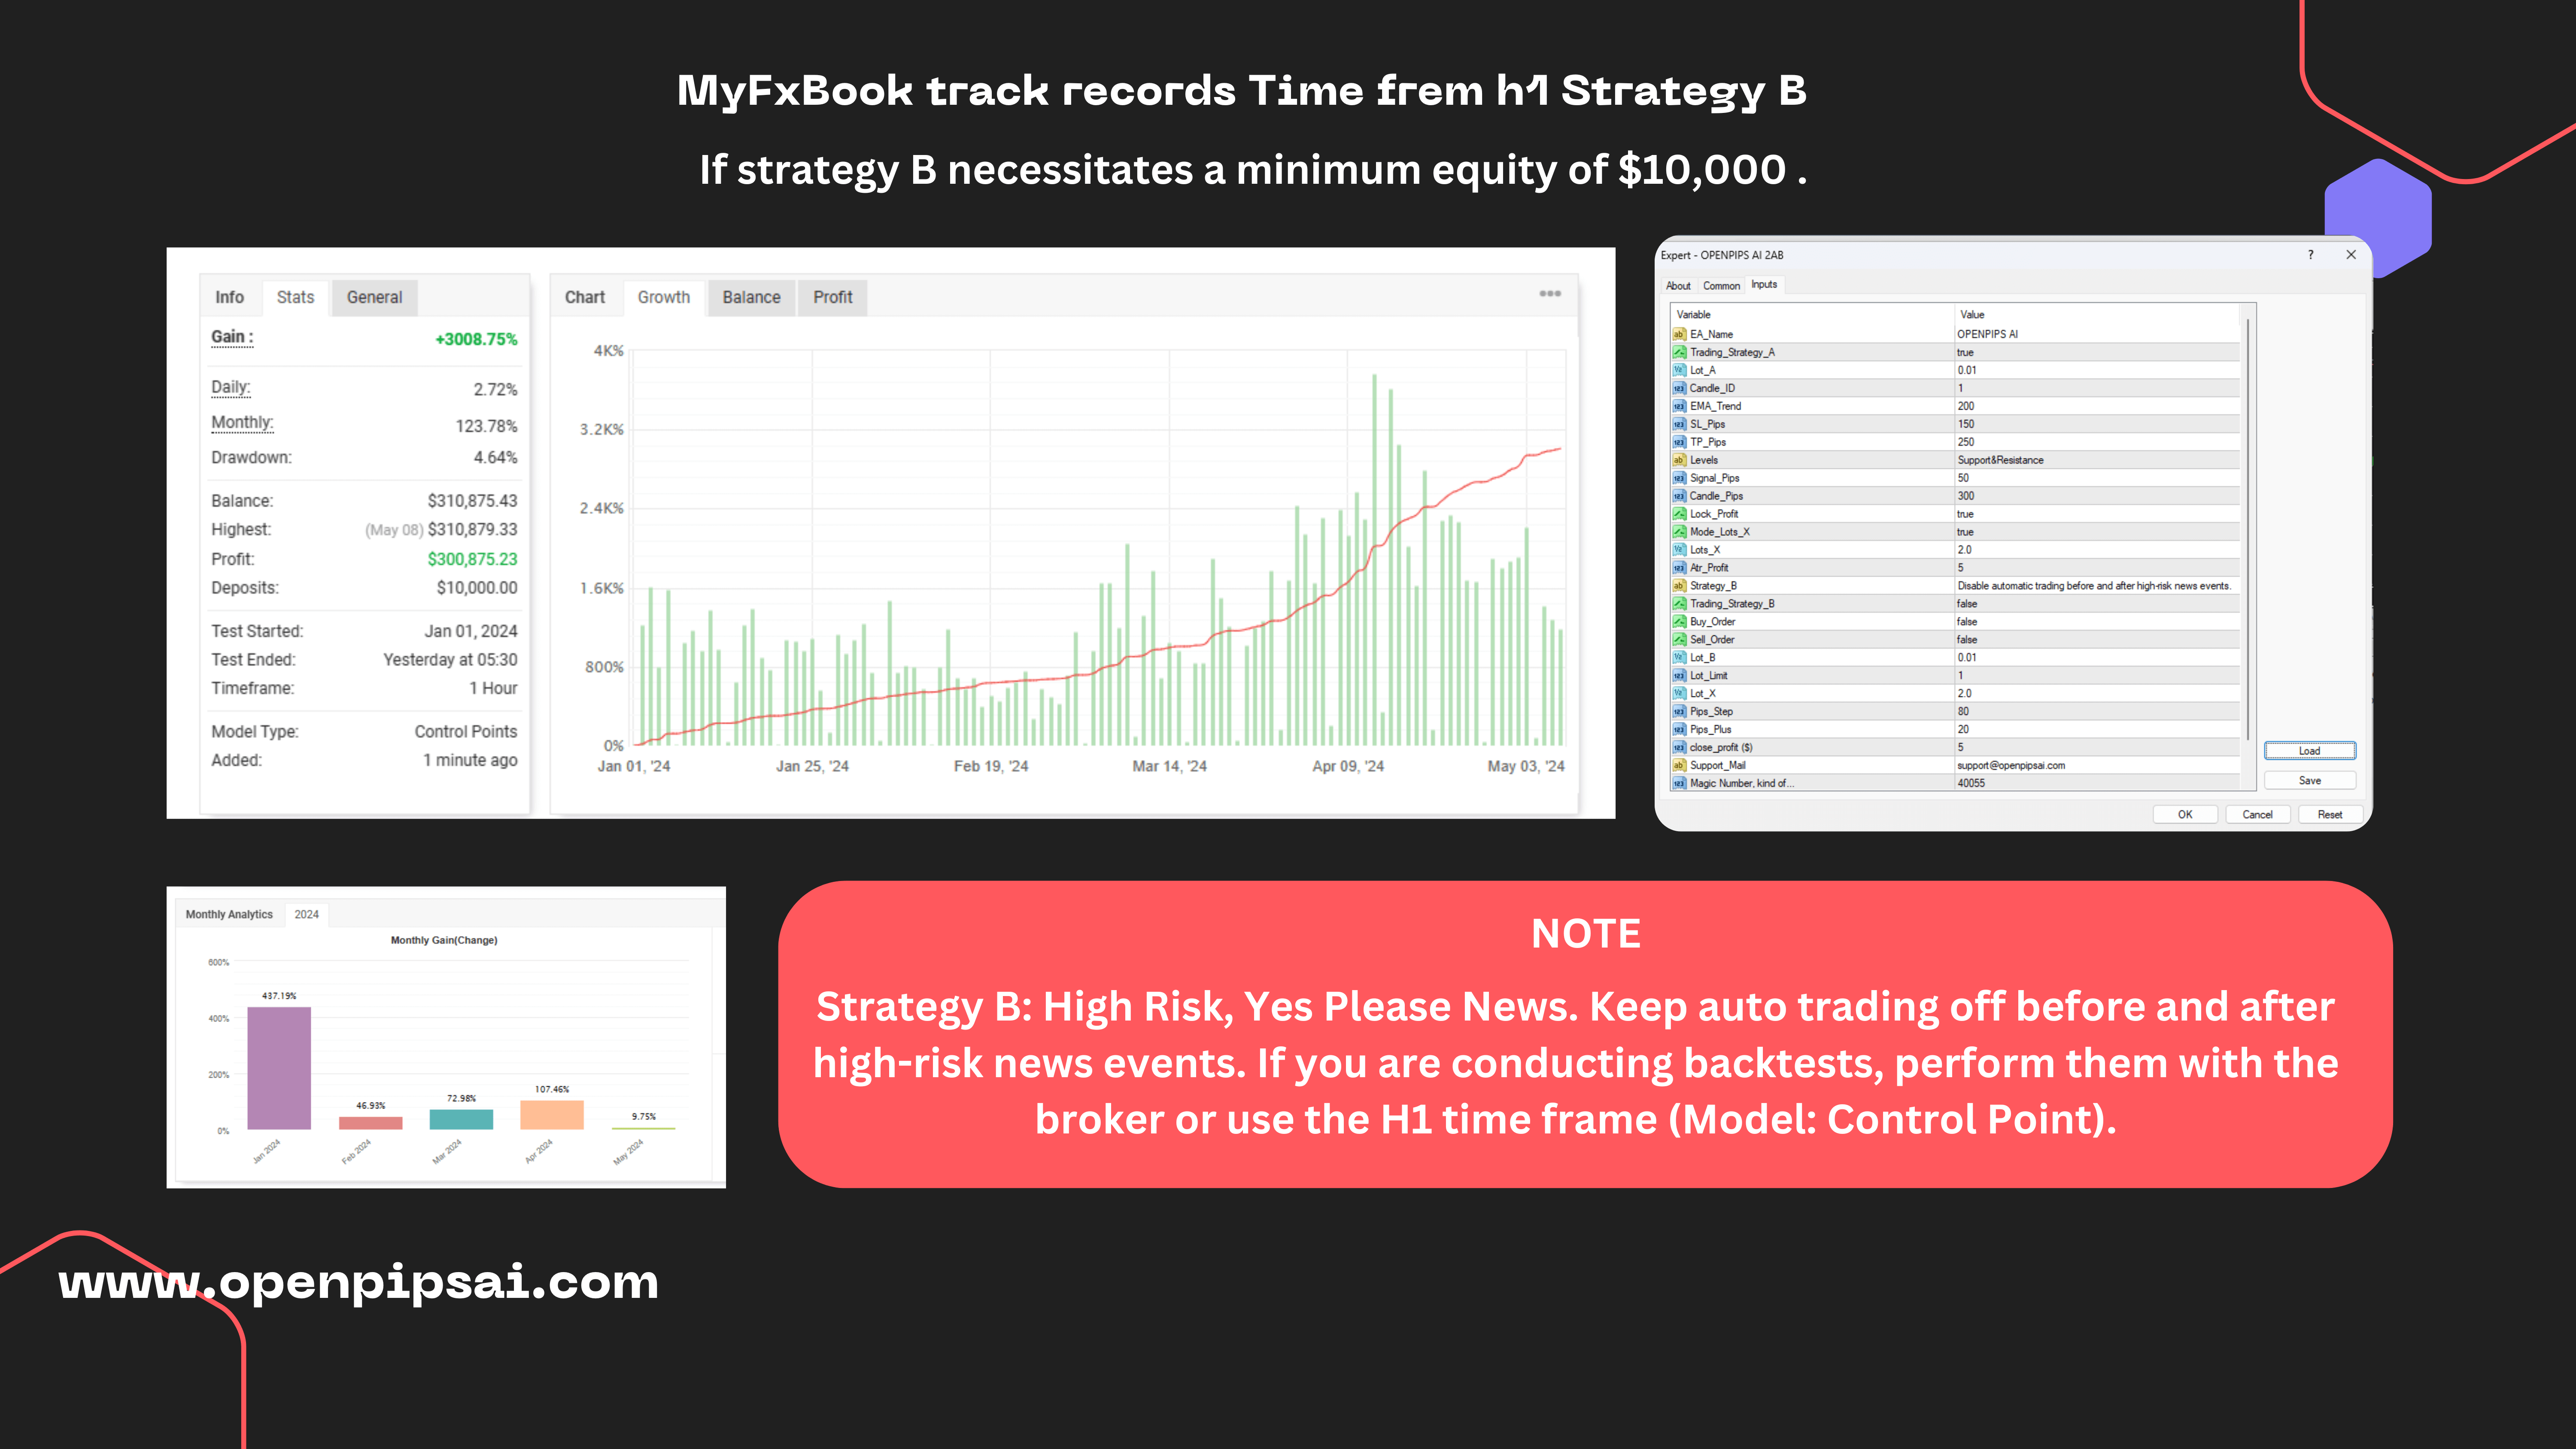 MyFxBook track records Time frem h1 Strategy B
If strategy B necessitates a minimum equity of $10,000 .
Info Stats General
Gain : +3008.75%
Daily: 2.72%
Monthly: 123.78%
Drawdown: 4.64%
Balance: $310,875.43
Highest: (May 08) $310,879.33
Profit: $300,875.23
Deposits: $10,000.00
Test Started: Jan 01, 2024
Test Ended: Yesterday at 05:30
Timeframe: 1 Hour
Model Type: Control Points
Added: 1 minute ago
Chart Growth Balance Profit
4K%
3.2K%
2.4K%
1.6K%
800%
0%
Jan 01, '24 Jan 25, '24 Feb 19, '24 Mar 14, '24 Apr 09, '24 May 03, '24
Expert - OPENPIPS AI 2AB ?
About Common Inputs
Variable Value
EA_Name OPENPIPS AI
Trading_Strategy_A true
Lot_A 0.01
Candle_ID 1
EMA_Trend 200
SL_Pips 150
TP_Pips 250
Levels Support&Resistance
Signal_Pips 50
Candle_Pips 300
Lock_Profit true
Mode_Lots_X true
Lots_X 2.0
Atr_Profit 5
Strategy_B Disable automatic trading before and after high-risk news events.
Trading_Strategy_B false
Buy_Order false
Sell_Order false
Lot_B 0.01
Lot_Limit 1
Lot_X 2.0
Pips_Step 80
Pips_Plus 20
close_profit ($) 5
Support_Mail support@openpipsai.com
Magic Number, kind of... 40055
Load
Save
OK Cancel Reset
Monthly Analytics 2024
Monthly Gain(Change)
600%
400%
200%
0%
437.19%
46.93%
72.98%
107.46%
9.75%
Jan 2024 Feb 2024 Mar 2024 Apr 2024 May 2024
NOTE
Strategy B: High Risk, Yes Please News. Keep auto trading off before and after
high-risk news events. If you are conducting backtests, perform them with the
broker or use the H1 time frame (Model: Control Point).
www.openpipsai.com